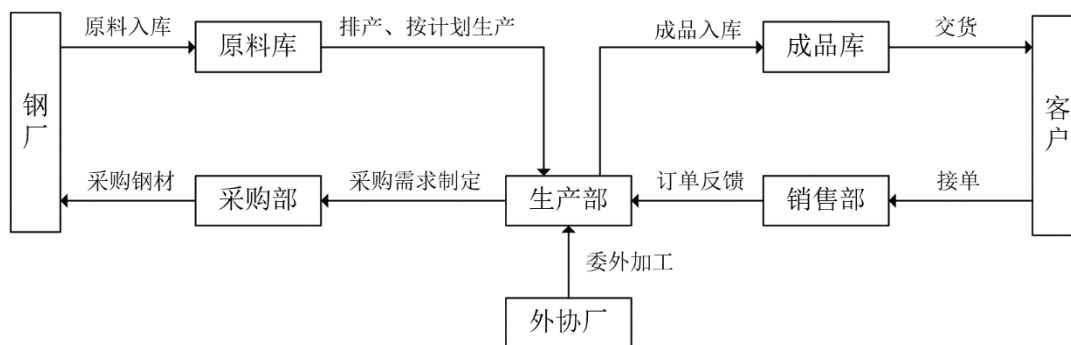 原料入库
原料库
排产、按计划生产
成品入库
成品库
交货
钢厂
客户
采购钢材
采购部
采购需求制定
生产部
订单反馈
销售部
接单
委外加工
外协厂